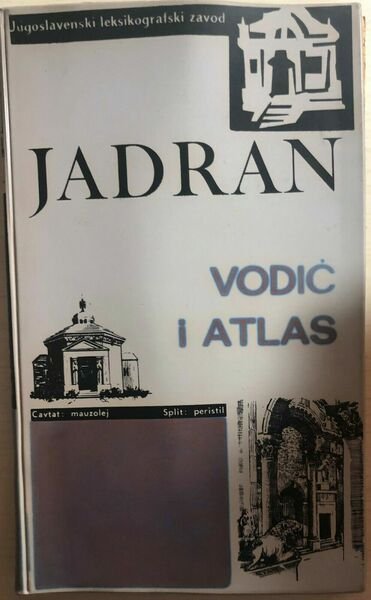 Jugoslavenski leksikografski zavod
JADRAN
VODIČ
i ATLAS
Cavtat: mauzolej Split: peristil